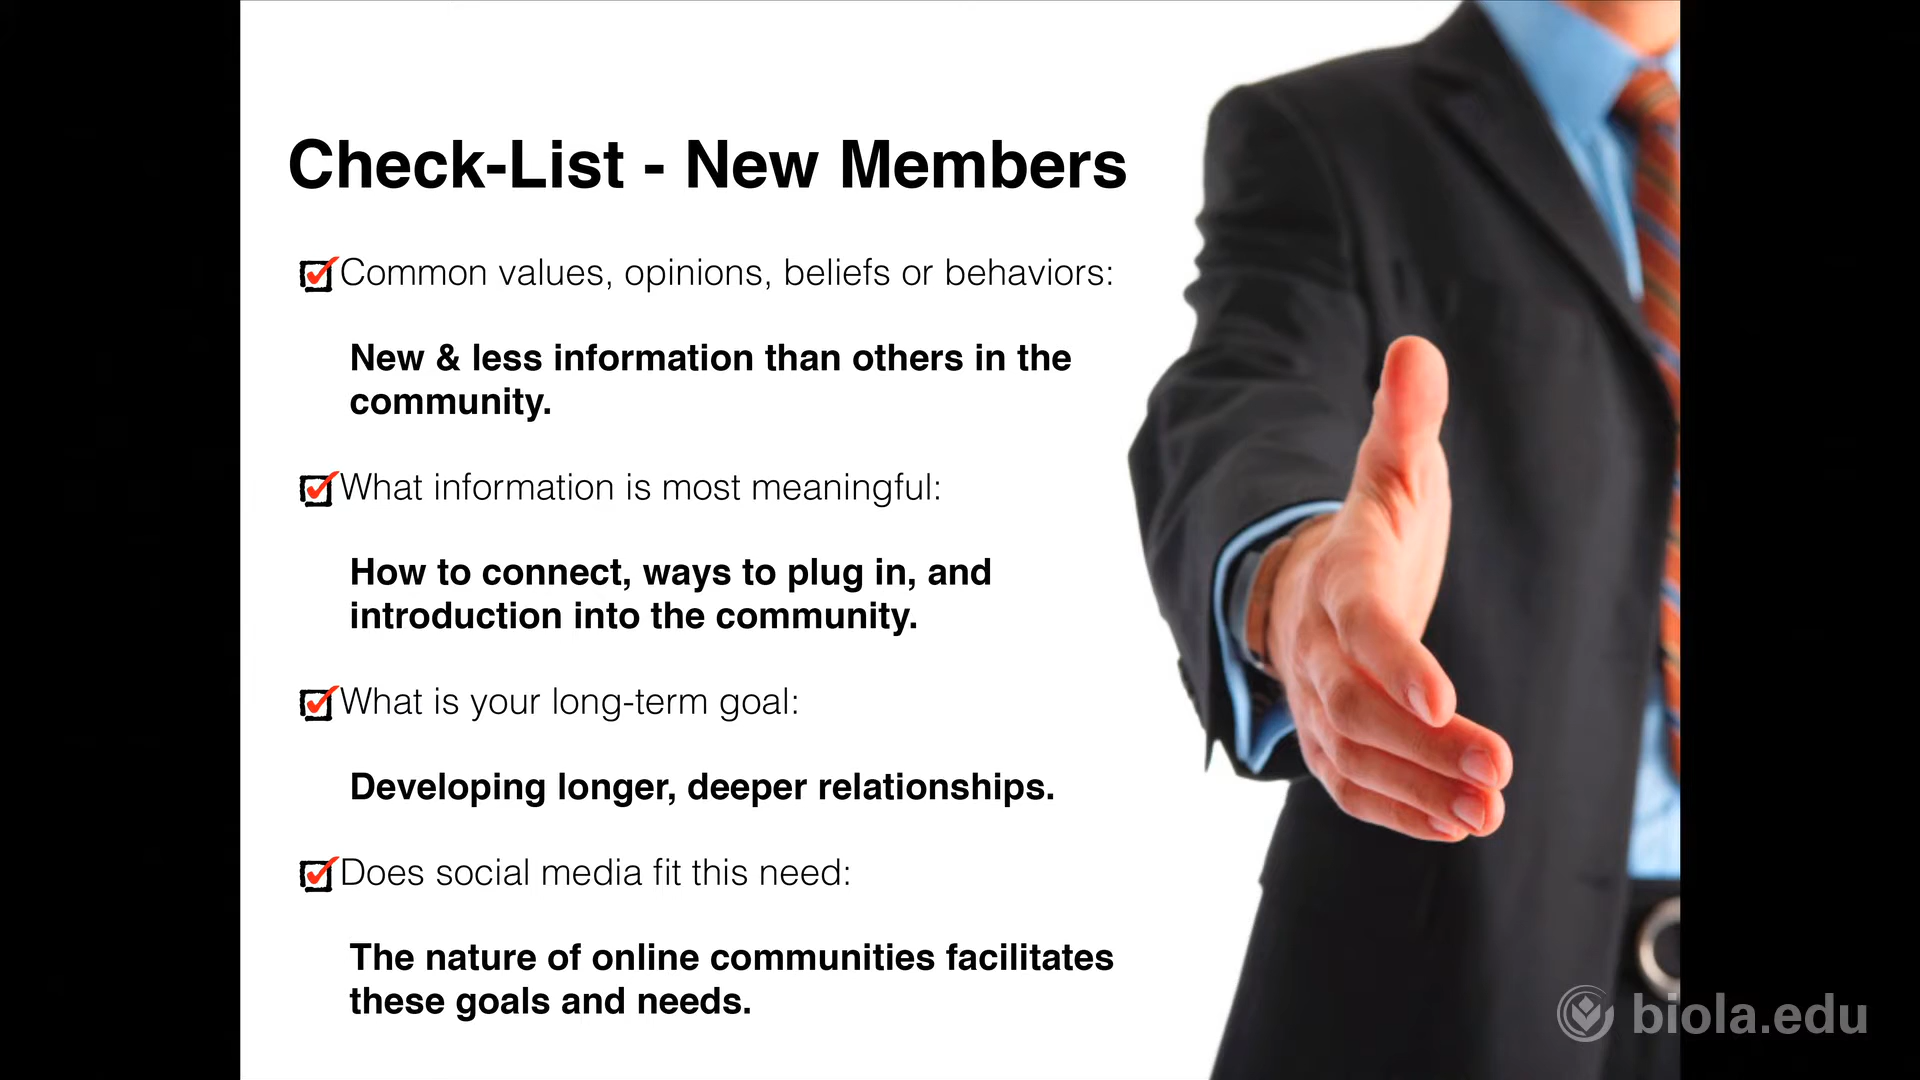 Check-List - New Members
Common values, opinions, beliefs or behaviors:
New & less information than others in the
community.
What information is most meaningful:
How to connect, ways to plug in, and
introduction into the community.
What is your long-term goal:
Developing longer, deeper relationships.
Does social media fit this need:
The nature of online communities facilitates
these goals and needs.
biola.edu